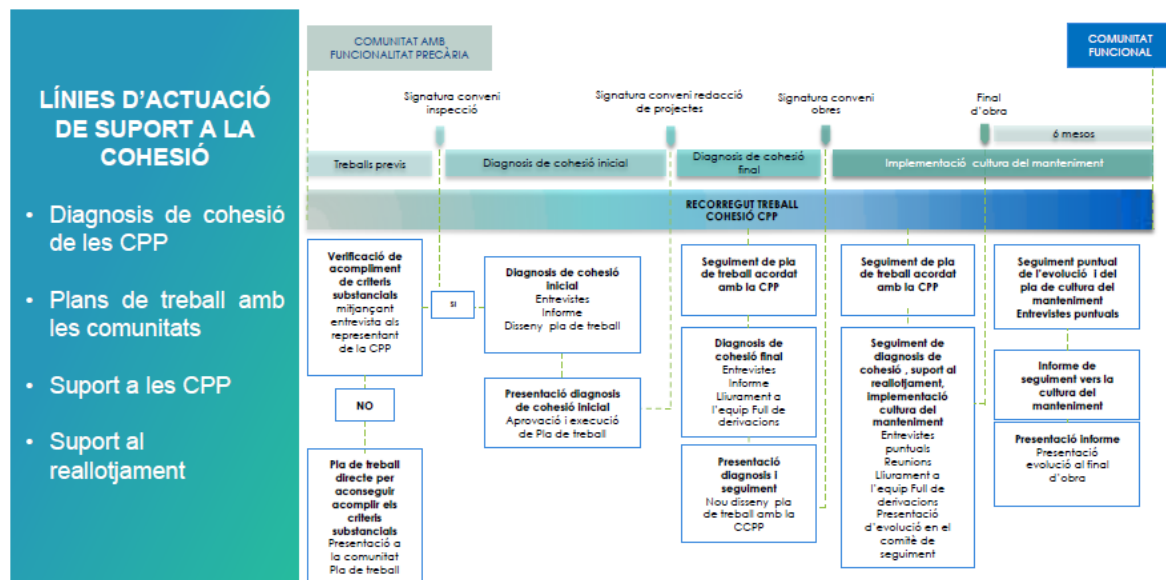 LÍNIES D'ACTUACIÓ
DE SUPORT A LA
COHESIÓ
• Diagnosis de cohesió
de les CPP
• Plans de treball amb
les comunitats
• Suport a les CPP
• Suport al
reallotjament
COMUNITAT AMB
FUNCIONALITAT PRECÀRIA
COMUNITAT
FUNCIONAL
Signatura conveni
inspecció
Signatura conveni redacció
de projectes
Signatura conveni
obres
Final
d'obra
6 mesos
Treballs previs
Diagnosis de cohesió inicial
Diagnosis de cohesió
final
Implementació cultura del manteniment
RECORREGUT TREBALL
COHESIÓ CPP
Verificació de
acompliment
de criteris
substancials
mitjançant
entrevista als
representant
de la CPP
SI
NO
Pla de treball
directe per
aconseguir
acomplir els
criteris
substancials
Presentació a
la comunitat
Pla de treball
Diagnosis de cohesió
inicial
Entrevistes
Informe
Disseny pla de treball
Presentació diagnosis
de cohesió inicial
Aprovació i execució
de Pla de treball
Seguiment de pla
de treball acordat
amb la CPP
Diagnosis de
cohesió final
Entrevistes
Informe
Lliurament a
l'equip Full de
derivacions
Presentació
diagnosis i
seguiment
Nou disseny pla
de treball amb la
CCPP
Seguiment de pla
de treball acordat
amb la CPP
Seguiment de
diagnosis de
cohesió , suport al
reallotjament,
implementació
cultura del
manteniment
Entrevistes
puntuals
Reunions
Lliurament a
l'equip Full de
derivacions
Presentació
d'evolució en el
comitè de
seguiment
Seguiment puntual
de l'evolució i del
pla de cultura del
manteniment
Entrevistes puntuals
Informe de
seguiment vers la
cultura del
manteniment
Presentació informe
Presentació
evolució al final
d'obra